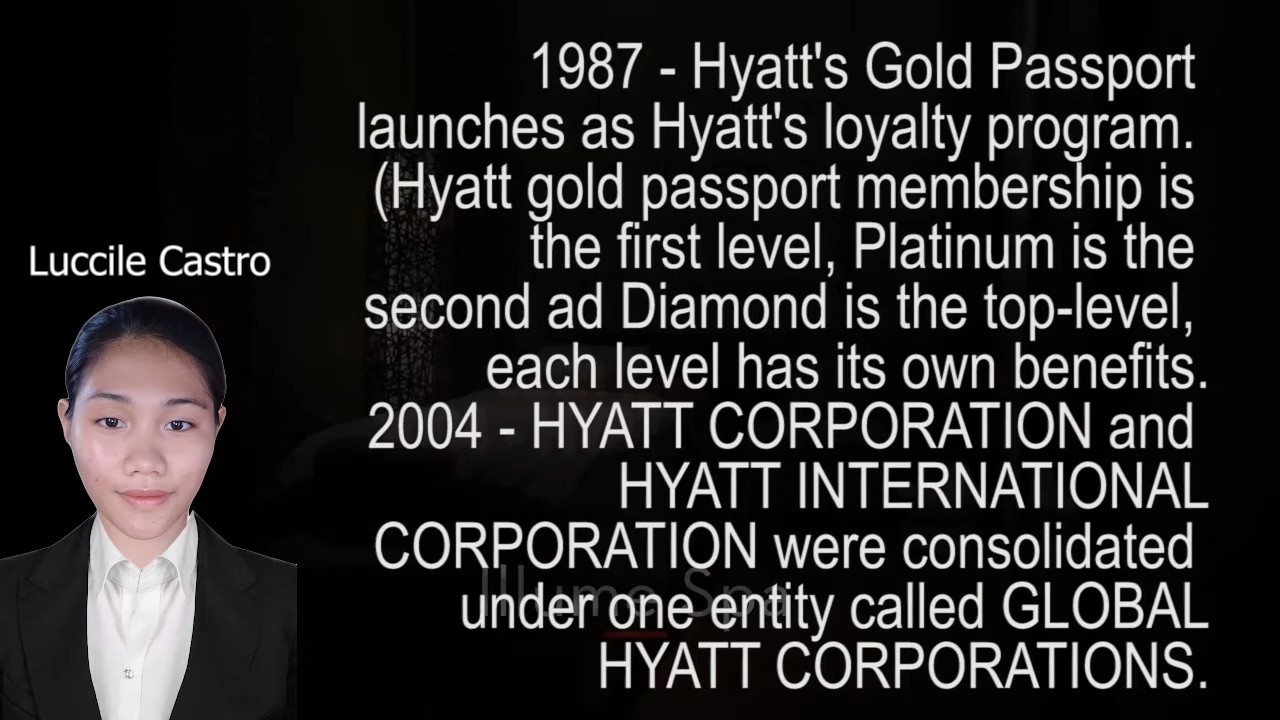 1987 - Hyatt's Gold Passport
launches as Hyatt's loyalty program.
(Hyatt gold passport membership is
the first level, Platinum is the
second ad Diamond is the top-level,
each level has its own benefits.
2004 - HYATT CORPORATION and
HYATT INTERNATIONAL
CORPORATION were consolidated
under one entity called GLOBAL
HYATT CORPORATIONS.
Luccile Castro
Illume Spa